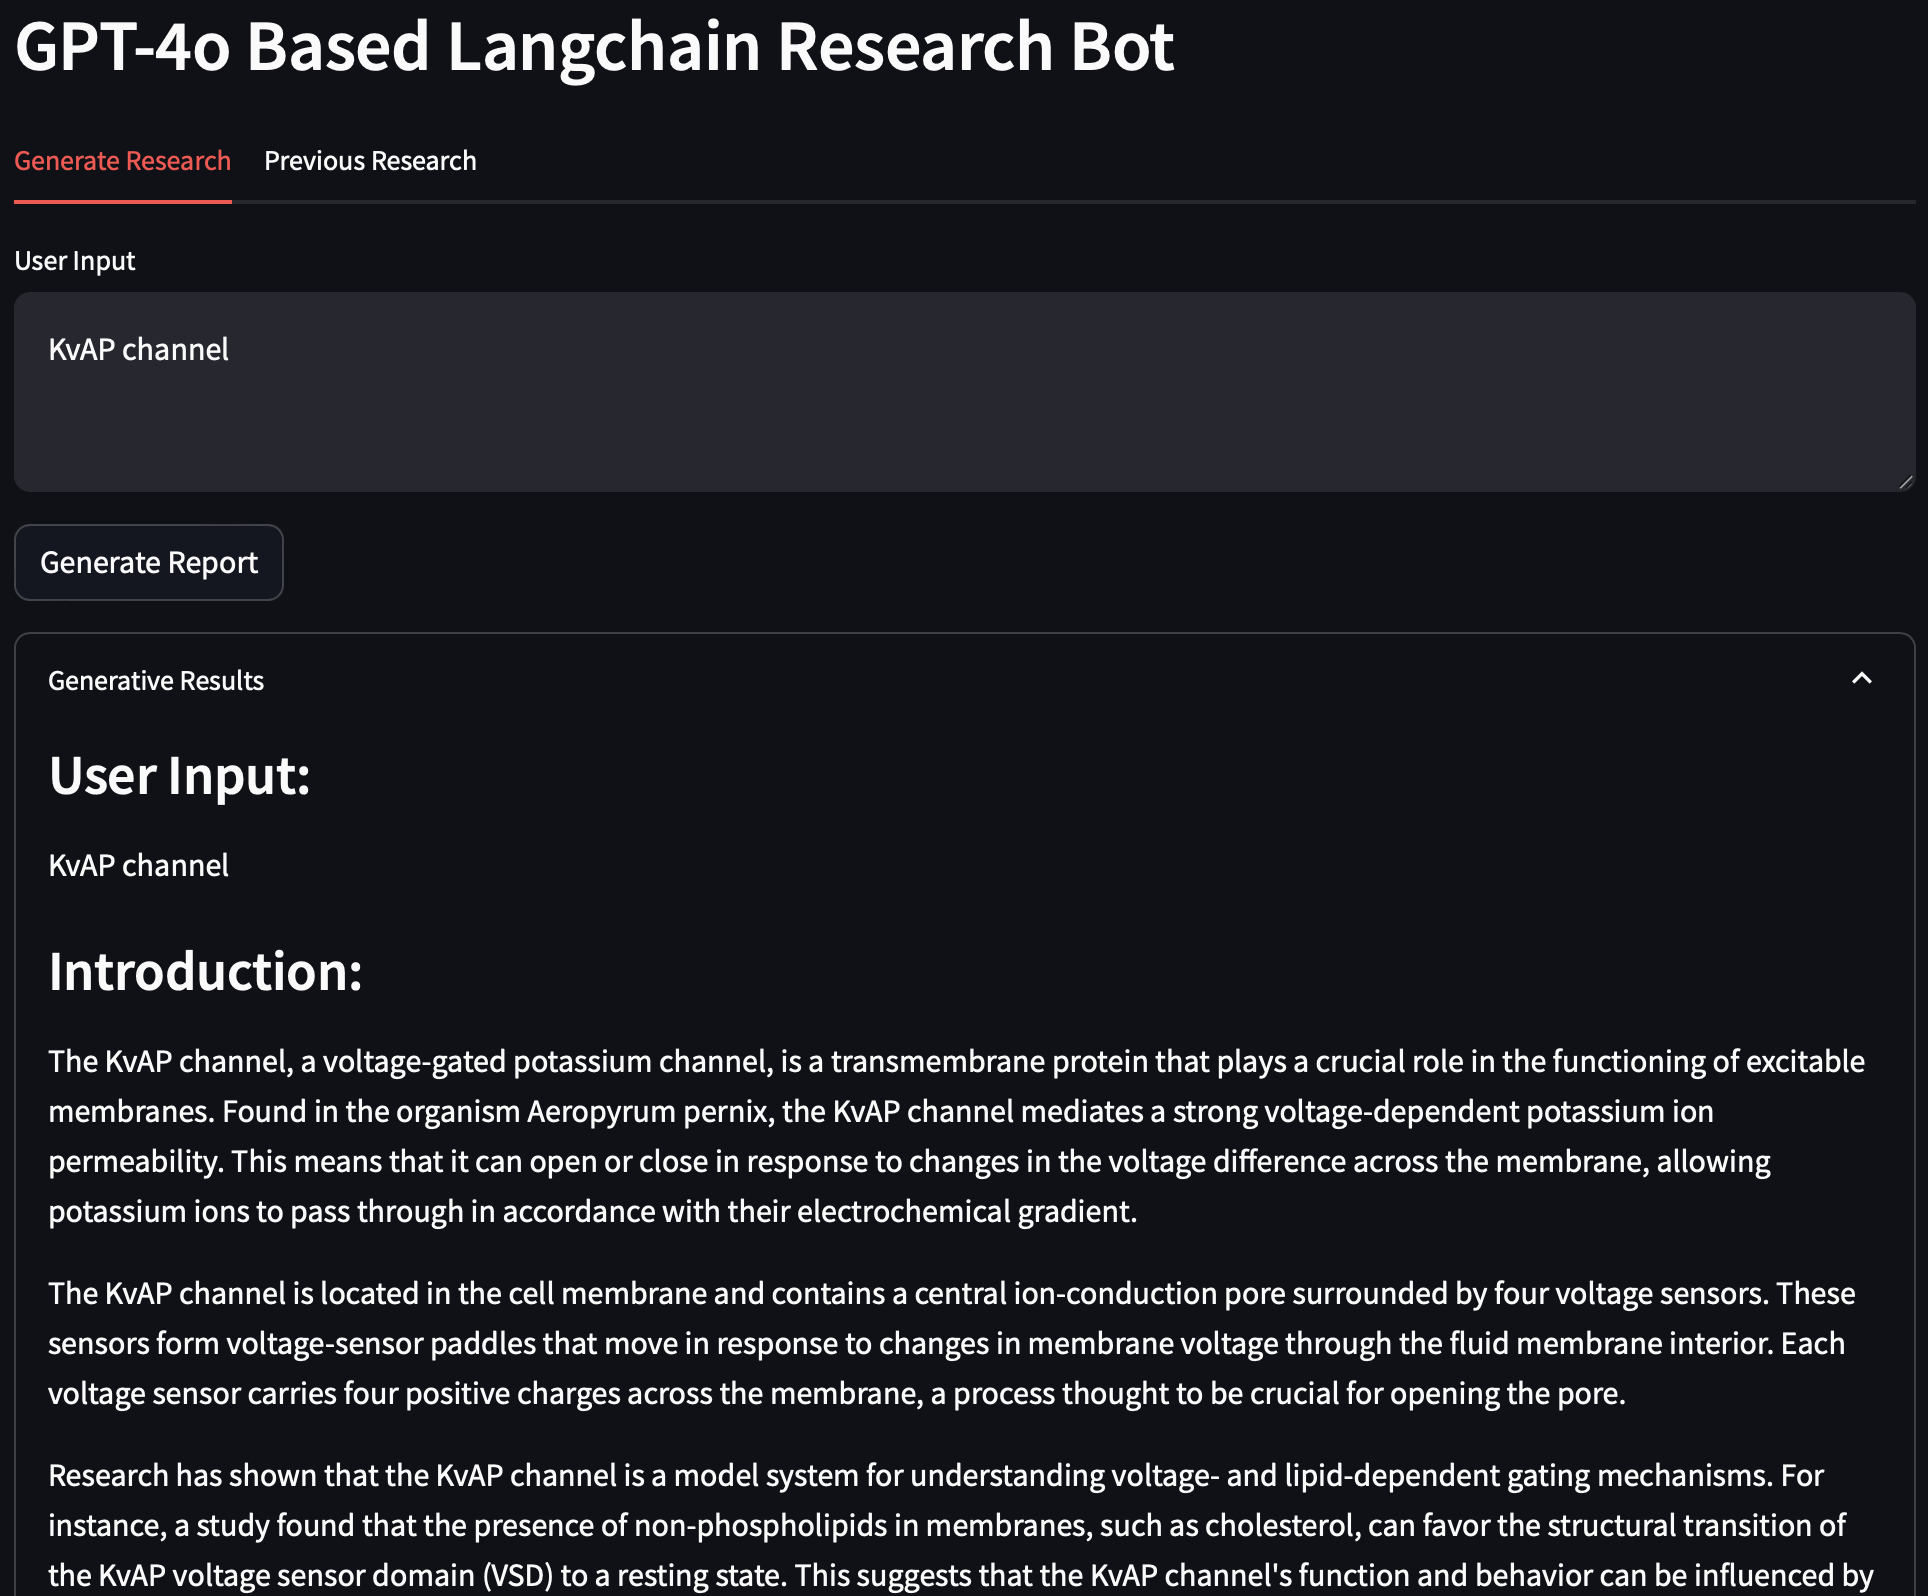 GPT-4o Based Langchain Research Bot
Generate Research Previous Research
User Input
KvAP channel
Generate Report
Generative Results
User Input:
KvAP channel
Introduction:
The KvAP channel, a voltage-gated potassium channel, is a transmembrane protein that plays a crucial role in the functioning of excitable
membranes. Found in the organism Aeropyrum pernix, the KvAP channel mediates a strong voltage-dependent potassium ion
permeability. This means that it can open or close in response to changes in the voltage difference across the membrane, allowing
potassium ions to pass through in accordance with their electrochemical gradient.
The KvAP channel is located in the cell membrane and contains a central ion-conduction pore surrounded by four voltage sensors. These
sensors form voltage-sensor paddles that move in response to changes in membrane voltage through the fluid membrane interior. Each
voltage sensor carries four positive charges across the membrane, a process thought to be crucial for opening the pore.
Research has shown that the KvAP channel is a model system for understanding voltage- and lipid-dependent gating mechanisms. For
instance, a study found that the presence of non-phospholipids in membranes, such as cholesterol, can favor the structural transition of
the KvAP voltage sensor domain (VSD) to a resting state. This suggests that the KvAP channel's function and behavior can be influenced by